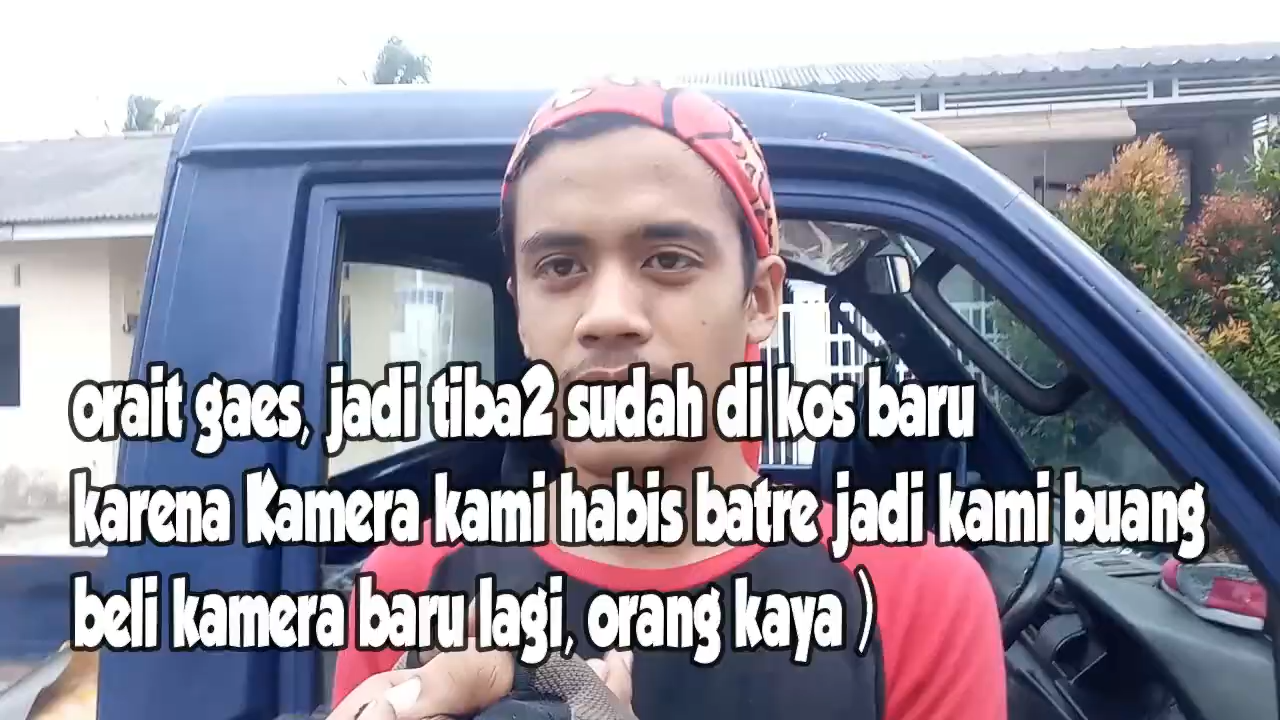 orait gaes, jadi tiba2 sudah di kos baru
karena Kamera kami habis batre jadi kami buang
beli kamera baru lagi, orang kaya )